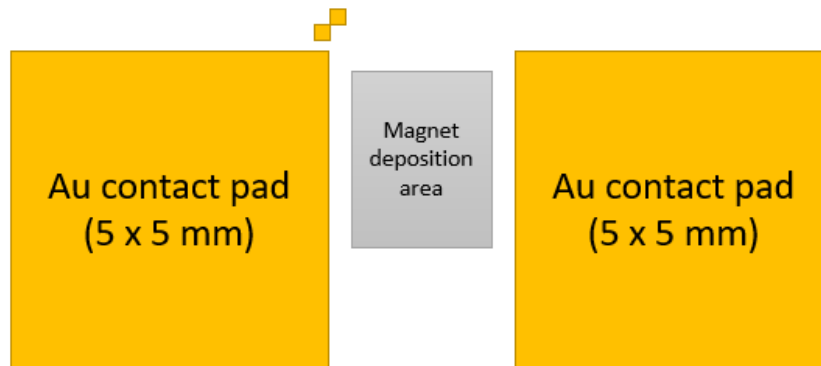 Au contact pad
(5 x 5 mm)
Magnet
deposition
area
Au contact pad
(5 x 5 mm)